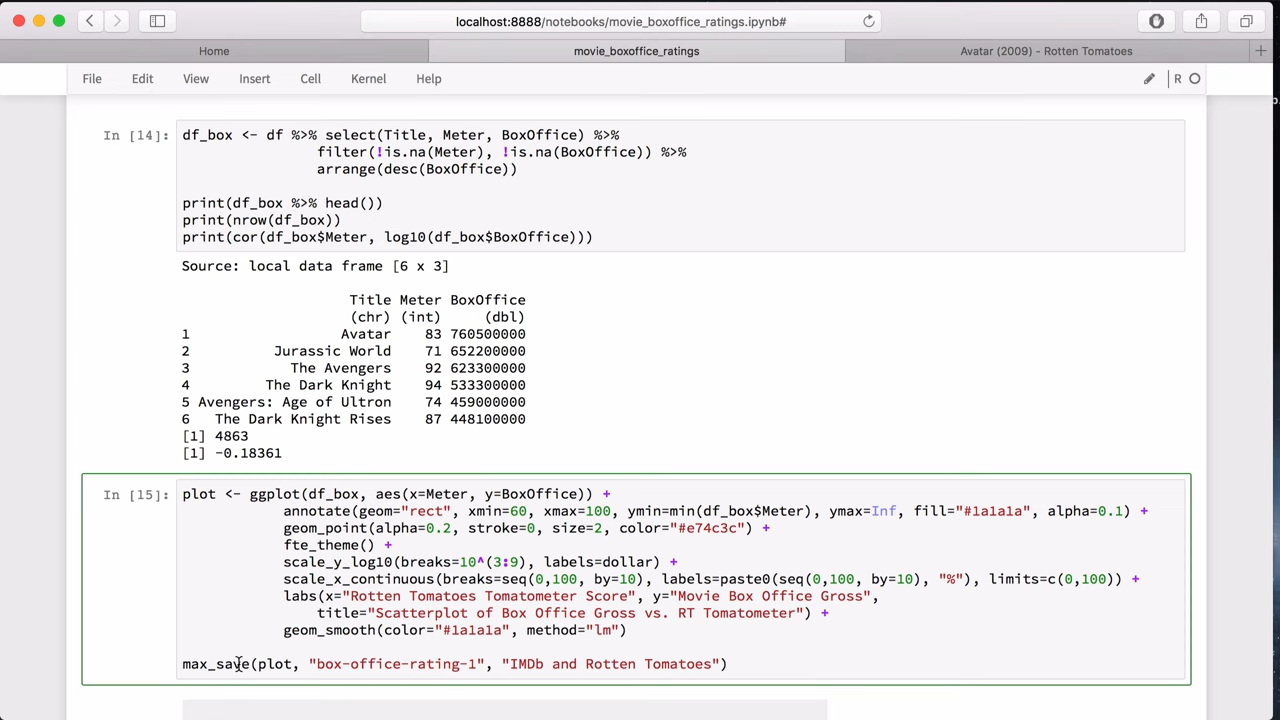 localhost:8888/notebooks/movie_boxoffice_ratings.ipynb#
Home movie_boxoffice_ratings Avatar (2009) - Rotten Tomatoes
File Edit View Insert Cell Kernel Help R
In [14]: df_box <- df %>% select(Title, Meter, BoxOffice) %>%
filter(!is.na(Meter), !is.na(BoxOffice)) %>%
arrange(desc(BoxOffice))
print(df_box %>% head())
print(nrow(df_box))
print(cor(df_box$Meter, log10(df_box$BoxOffice)))
Source: local data frame [6 x 3]
Title Meter BoxOffice
(chr) (int) (dbl)
1 Avatar 83 760500000
2 Jurassic World 71 652200000
3 The Avengers 92 623300000
4 The Dark Knight 94 533300000
5 Avengers: Age of Ultron 74 459000000
6 The Dark Knight Rises 87 448100000
[1] 4863
[1] -0.18361
In [15]: plot <- ggplot(df_box, aes(x=Meter, y=BoxOffice)) +
annotate(geom="rect", xmin=60, xmax=100, ymin=min(df_box$Meter), ymax=Inf, fill="#1a1a1a", alpha=0.1) +
geom_point(alpha=0.2, stroke=0, size=2, color="#e74c3c") +
fte_theme() +
scale_y_log10(breaks=10^(3:9), labels=dollar) +
scale_x_continuous(breaks=seq(0,100, by=10), labels=paste0(seq(0,100, by=10), "%"), limits=c(0,100)) +
labs(x="Rotten Tomatoes Tomatometer Score", y="Movie Box Office Gross",
title="Scatterplot of Box Office Gross vs. RT Tomatometer") +
geom_smooth(color="#1a1a1a", method="lm")
max_save(plot, "box-office-rating-1", "IMDb and Rotten Tomatoes")